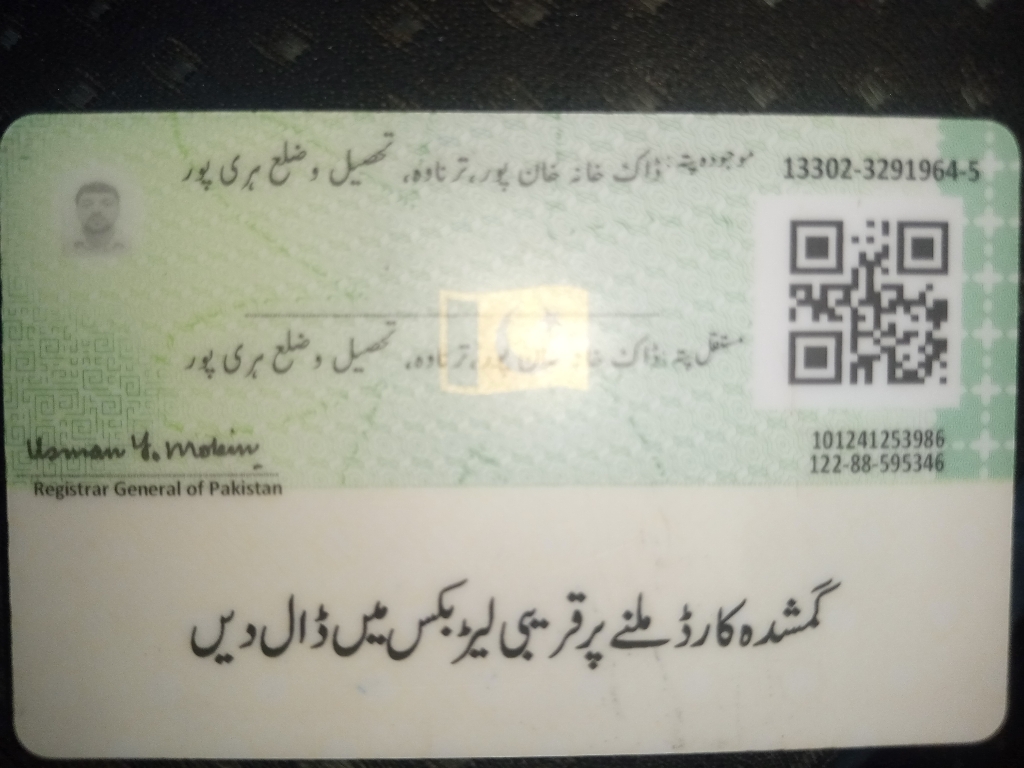 13302-3291964-5
موجودہ پتہ: ڈاک خانہ خان پور، ترناوہ، تحصیل و ضلع ہری پور
مستقل پتہ: ڈاک خانہ خان پور، ترناوہ، تحصیل و ضلع ہری پور
101241253986
122-88-595346
Usman Y. Mobin
Registrar General of Pakistan
گمشدہ کارڈ ملنے پر قریبی لیٹر بکس میں ڈال دیں